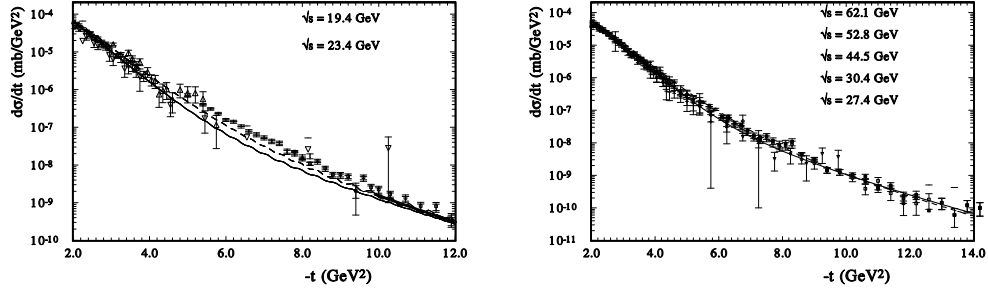 10-4
10-5
10-6
10-7
10-8
10-9
10-10
dσ/dt (mb/GeV2)
√s = 19.4 GeV
√s = 23.4 GeV
2.0 4.0 6.0 8.0 10.0 12.0
-t (GeV2)
10-4
10-5
10-6
10-7
10-8
10-9
10-10
10-11
dσ/dt (mb/GeV2)
√s = 62.1 GeV
√s = 52.8 GeV
√s = 44.5 GeV
√s = 30.4 GeV
√s = 27.4 GeV
2.0 4.0 6.0 8.0 10.0 12.0 14.0
-t (GeV2)